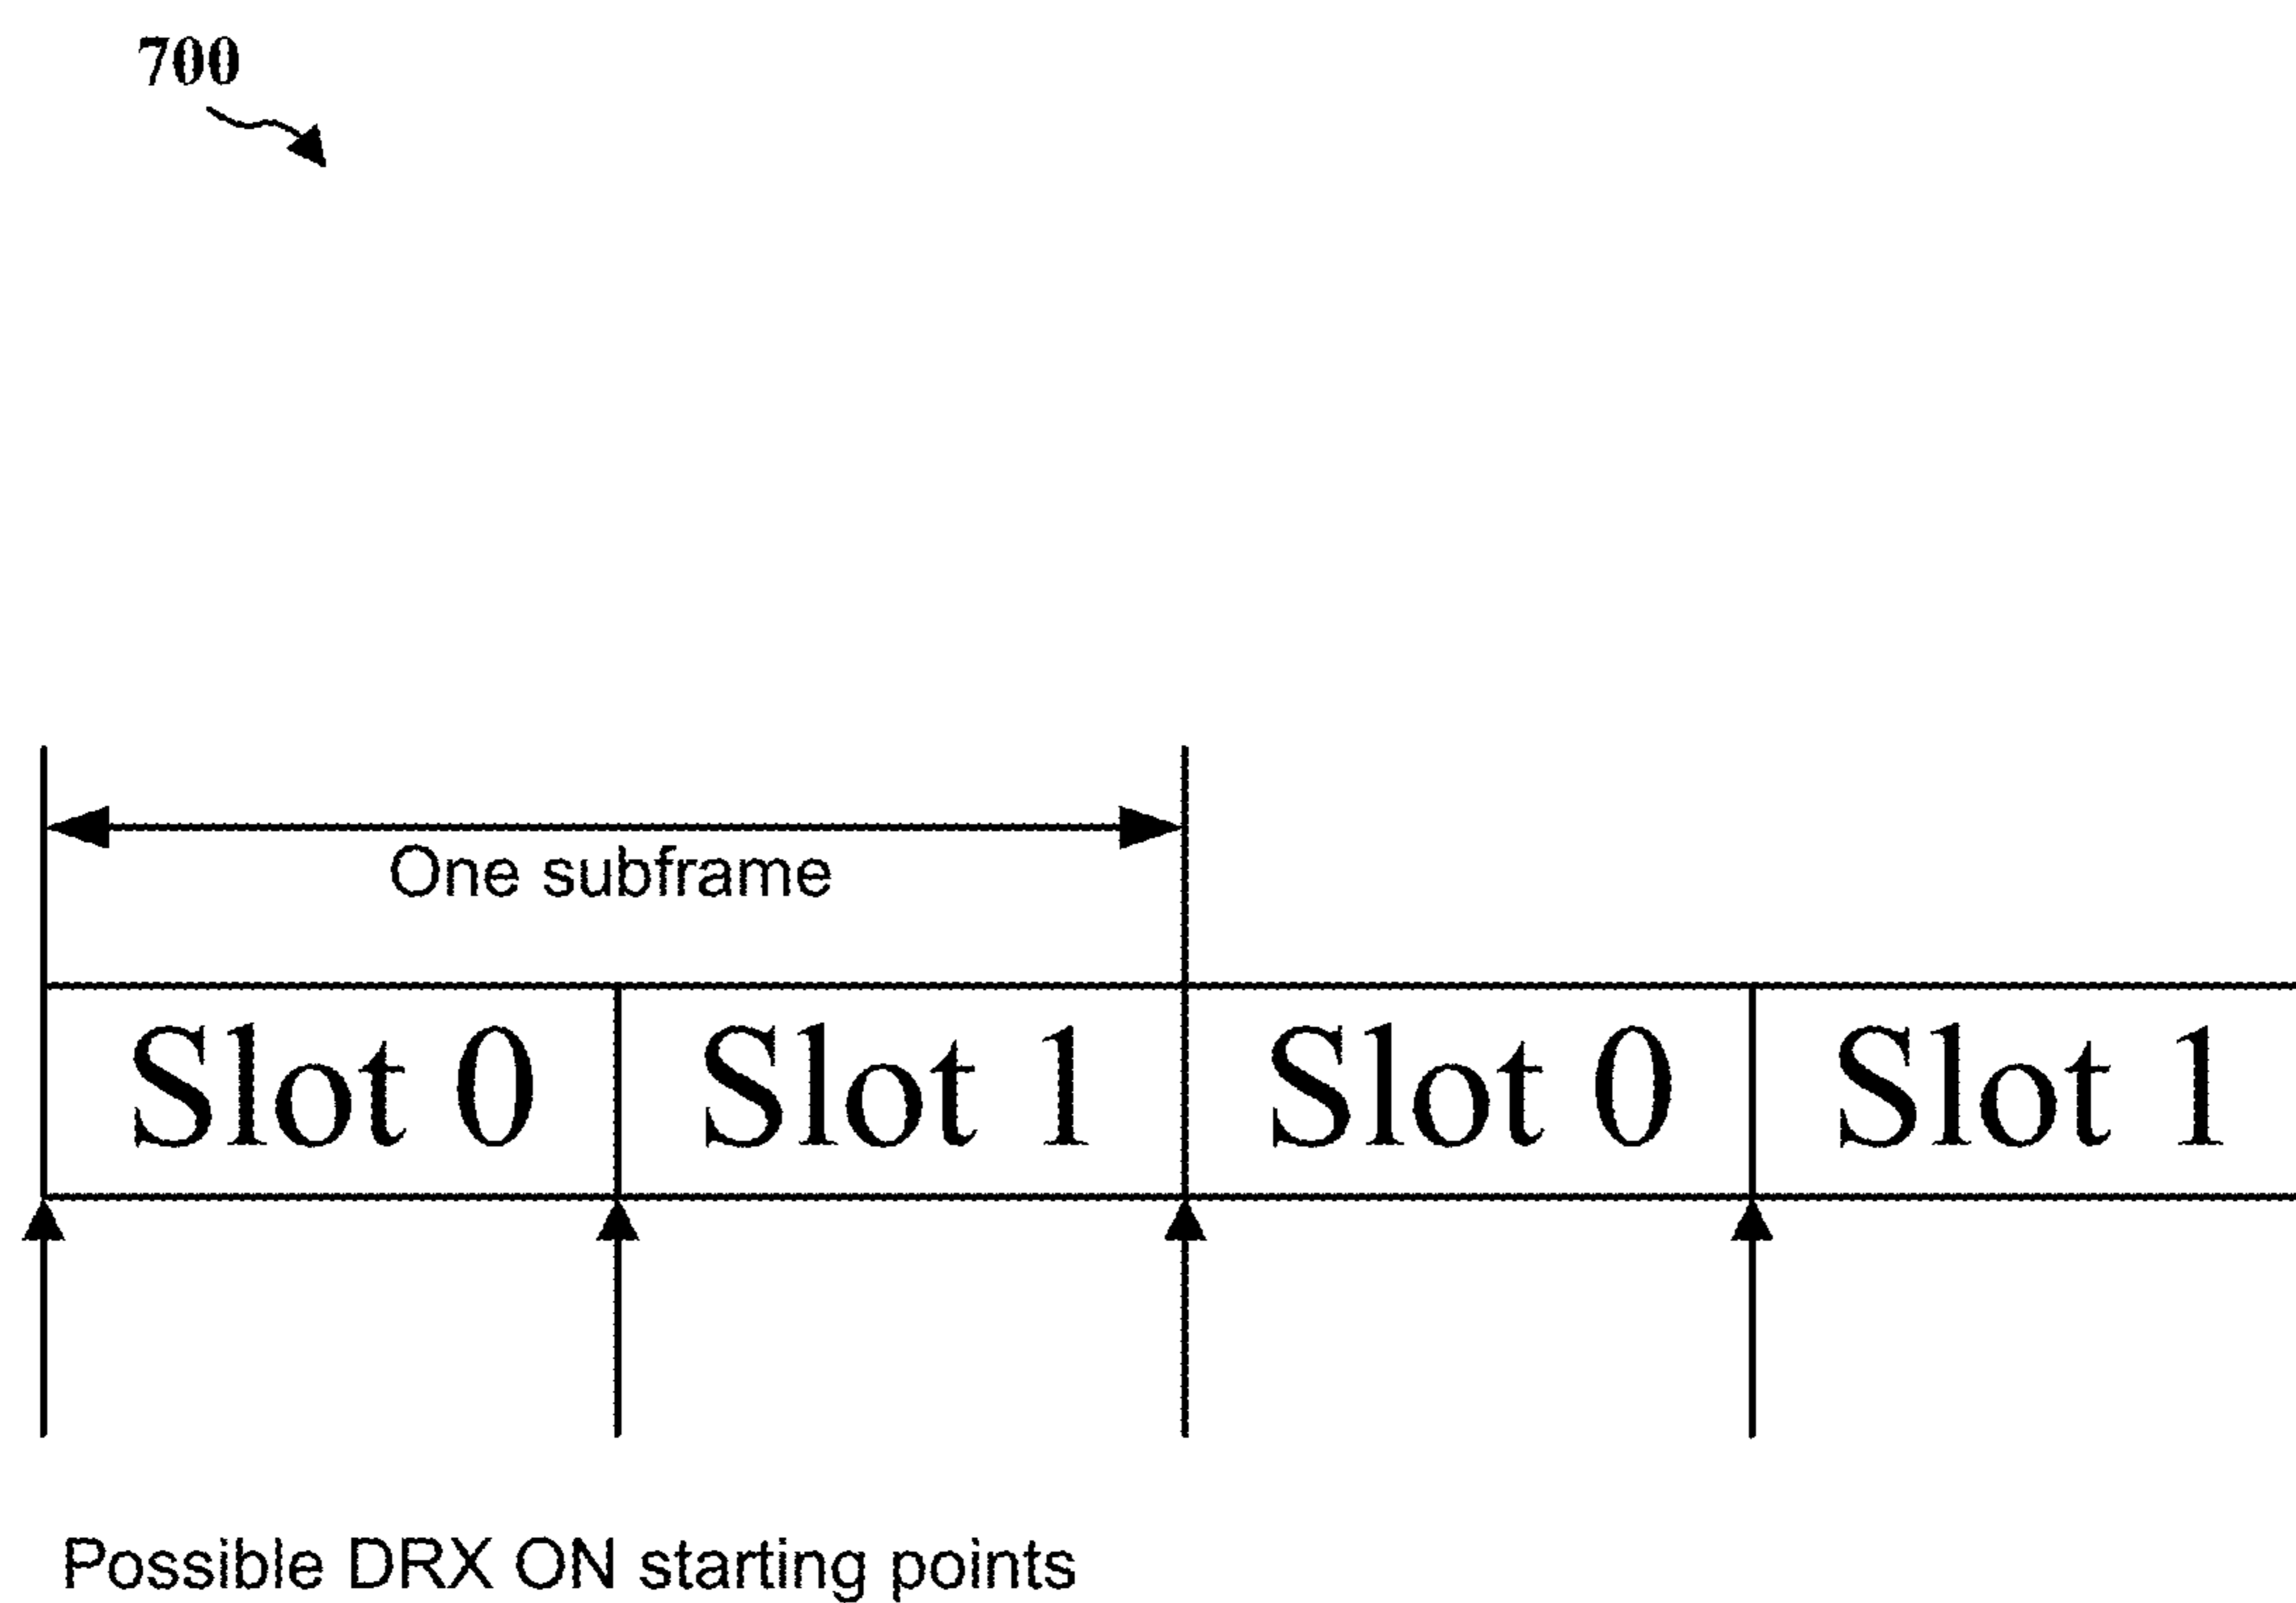 700
One subframe
Slot 0 Slot 1 Slot 0 Slot 1
Possible DRX ON starting points